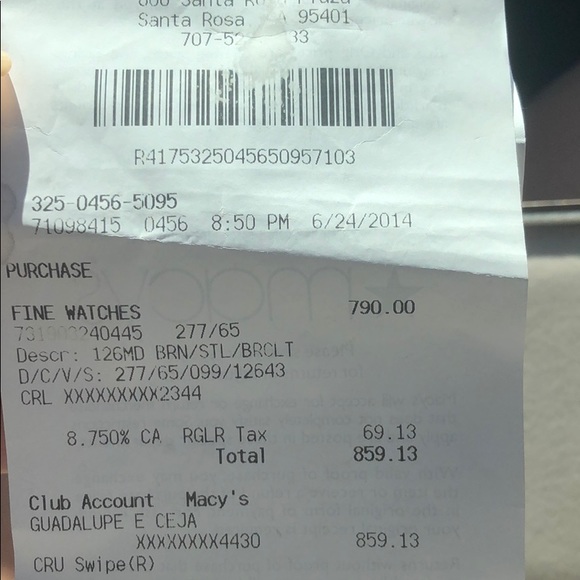 Santa Rosa 95401
R4175325045650957103
325-0456-5095
71098415 0456 8:50 PM 6/24/2014
PURCHASE
FINE WATCHES 790.00
277/65
Descr: 126MD BRN/STL/BRCLT
D/C/V/S: 277/65/099/12643
CRL XXXXXXXXX2344
8.750% CA RGLR Tax 69.13
Total 859.13
Club Account Macy's
GUADALUPE E CEJA
XXXXXXXX4430 859.13
CRU Swipe(R)